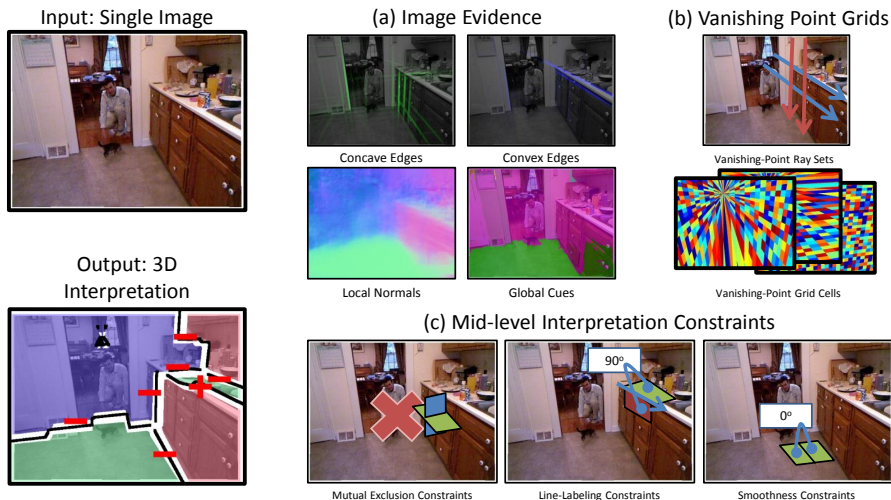 Input: Single Image
(a) Image Evidence
(b) Vanishing Point Grids
Concave Edges
Convex Edges
Vanishing-Point Ray Sets
Local Normals
Global Cues
Vanishing-Point Grid Cells
Output: 3D
Interpretation
(c) Mid-level Interpretation Constraints
90°
0°
Mutual Exclusion Constraints
Line-Labeling Constraints
Smoothness Constraints